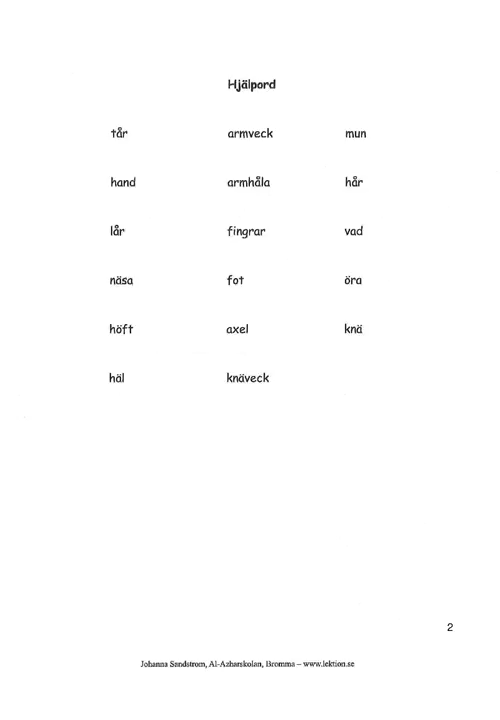 Hjälpord
tår armveck mun
hand armhåla hår
lår fingrar vad
näsa fot öra
höft axel knä
häl knäveck
2
Johanna Sandstrom, Al-Azharskolan, Bromma – www.lektion.se